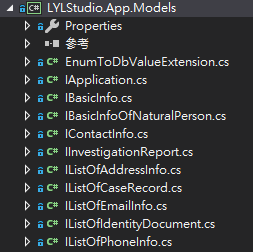 LYLStudio.App.Models
Properties
參考
EnumToDbValueExtension.cs
IApplication.cs
IBasicInfo.cs
IBasicInfoOfNaturalPerson.cs
IContactInfo.cs
IInvestigationReport.cs
IListOfAddressInfo.cs
IListOfCaseRecord.cs
IListOfEmailInfo.cs
IListOfIdentityDocument.cs
IListOfPhoneInfo.cs